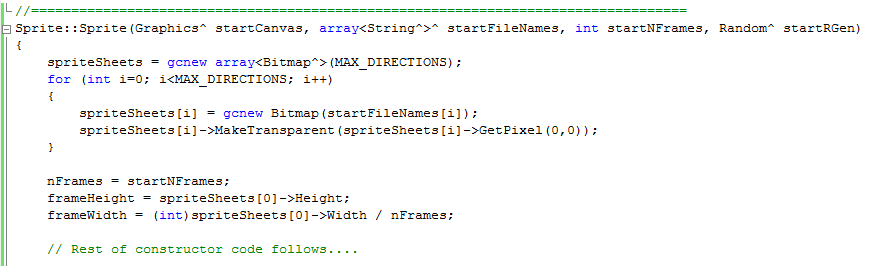 //==================================================================================
Sprite::Sprite(Graphics^ startCanvas, array<String^>^ startFileNames, int startNFrames, Random^ startRGen)
{
spriteSheets = gcnew array<Bitmap^>(MAX_DIRECTIONS);
for (int i=0; i<MAX_DIRECTIONS; i++)
{
spriteSheets[i] = gcnew Bitmap(startFileNames[i]);
spriteSheets[i]->MakeTransparent(spriteSheets[i]->GetPixel(0,0));
}
nFrames = startNFrames;
frameHeight = spriteSheets[0]->Height;
frameWidth = (int)spriteSheets[0]->Width / nFrames;
// Rest of constructor code follows....